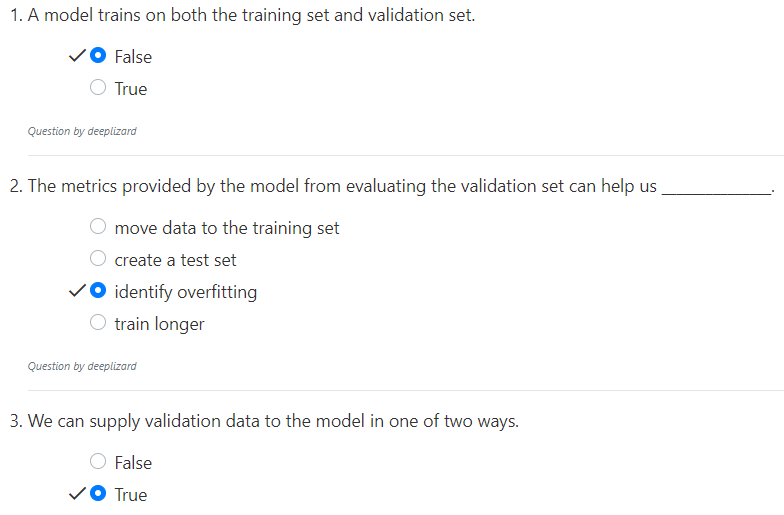 1. A model trains on both the training set and validation set.
False
True
Question by deeplizard
2. The metrics provided by the model from evaluating the validation set can help us _____________.
move data to the training set
create a test set
identify overfitting
train longer
Question by deeplizard
3. We can supply validation data to the model in one of two ways.
False
True